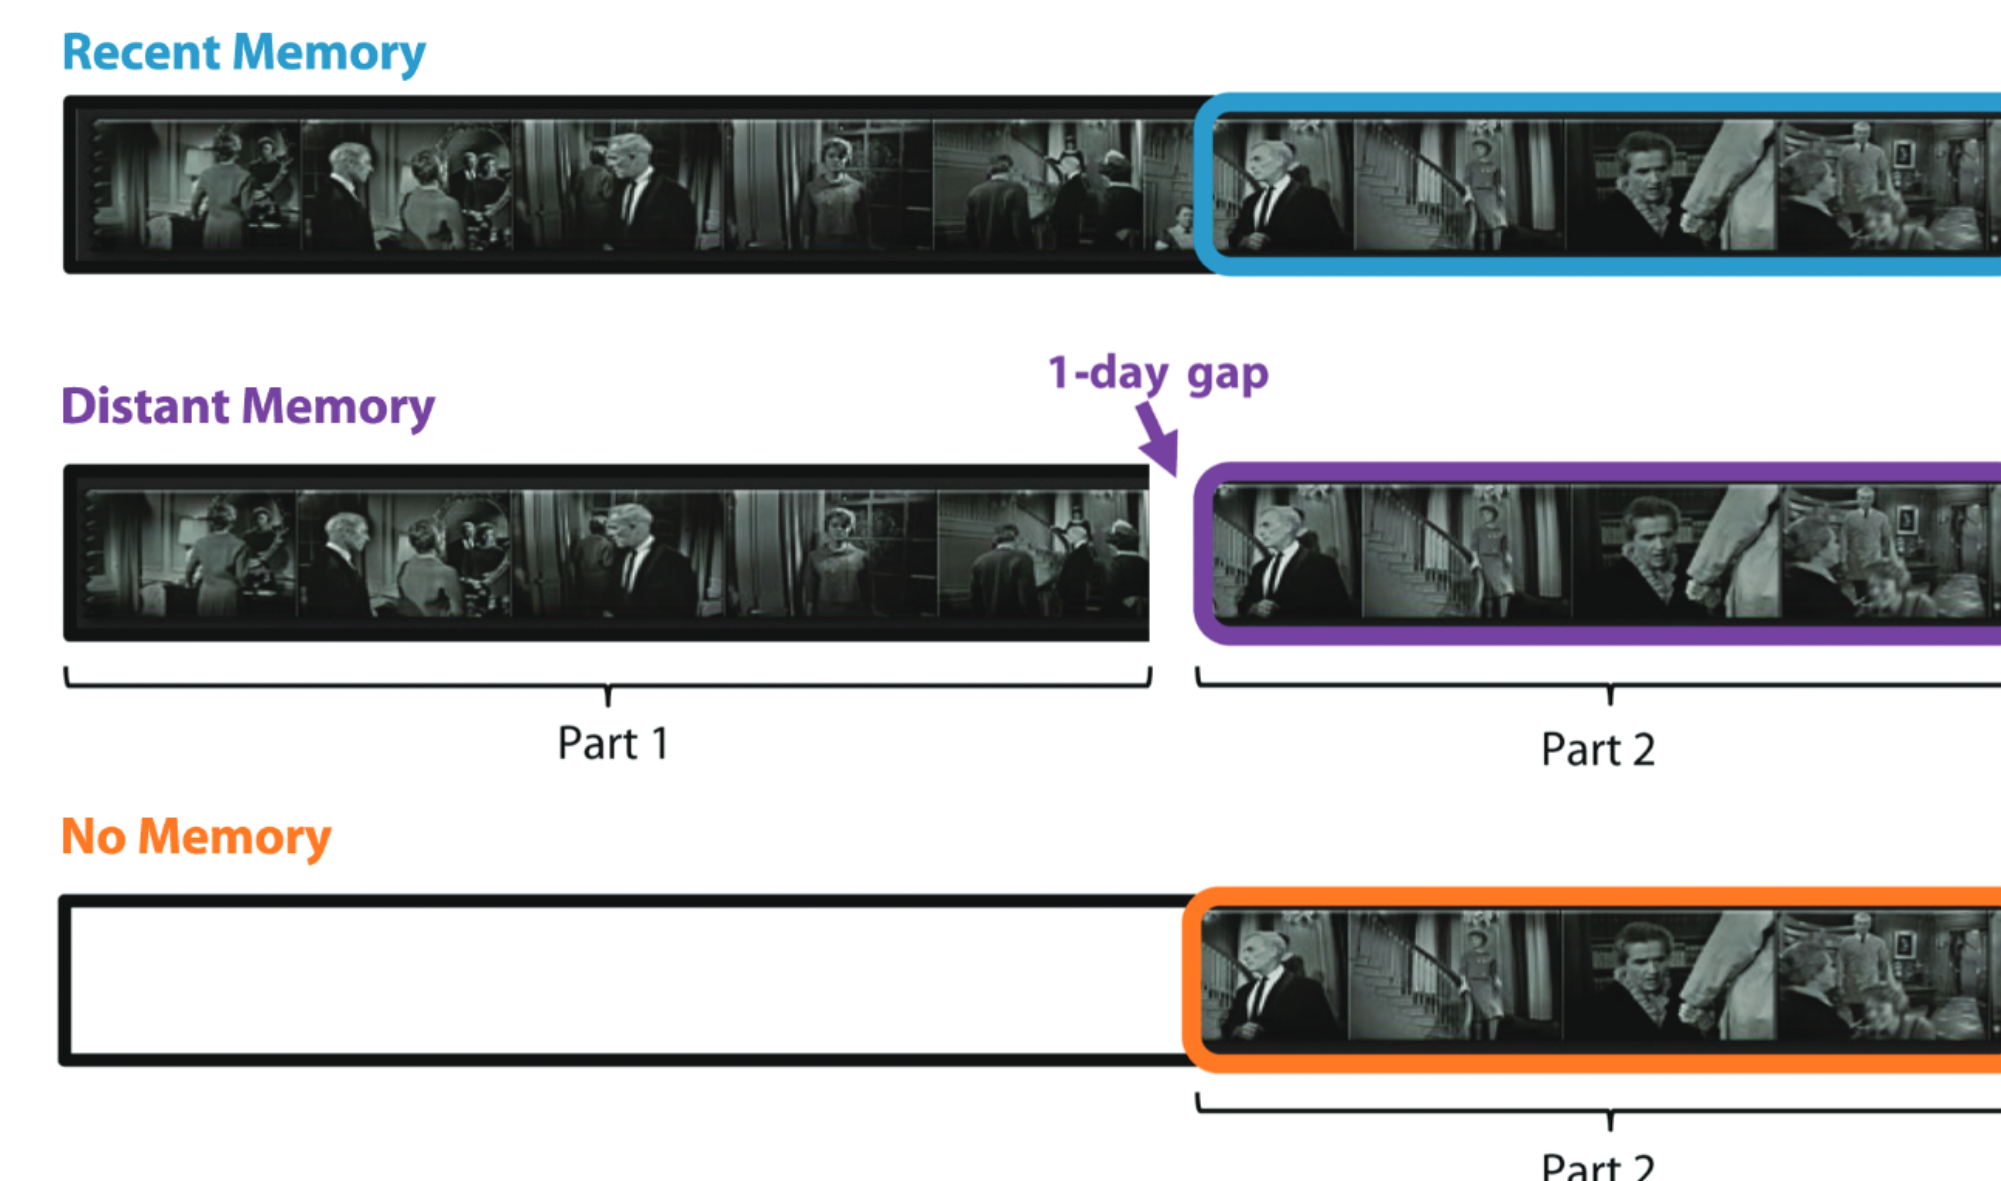 Recent Memory
1-day gap
Distant Memory
Part 1
Part 2
No Memory
Part 2